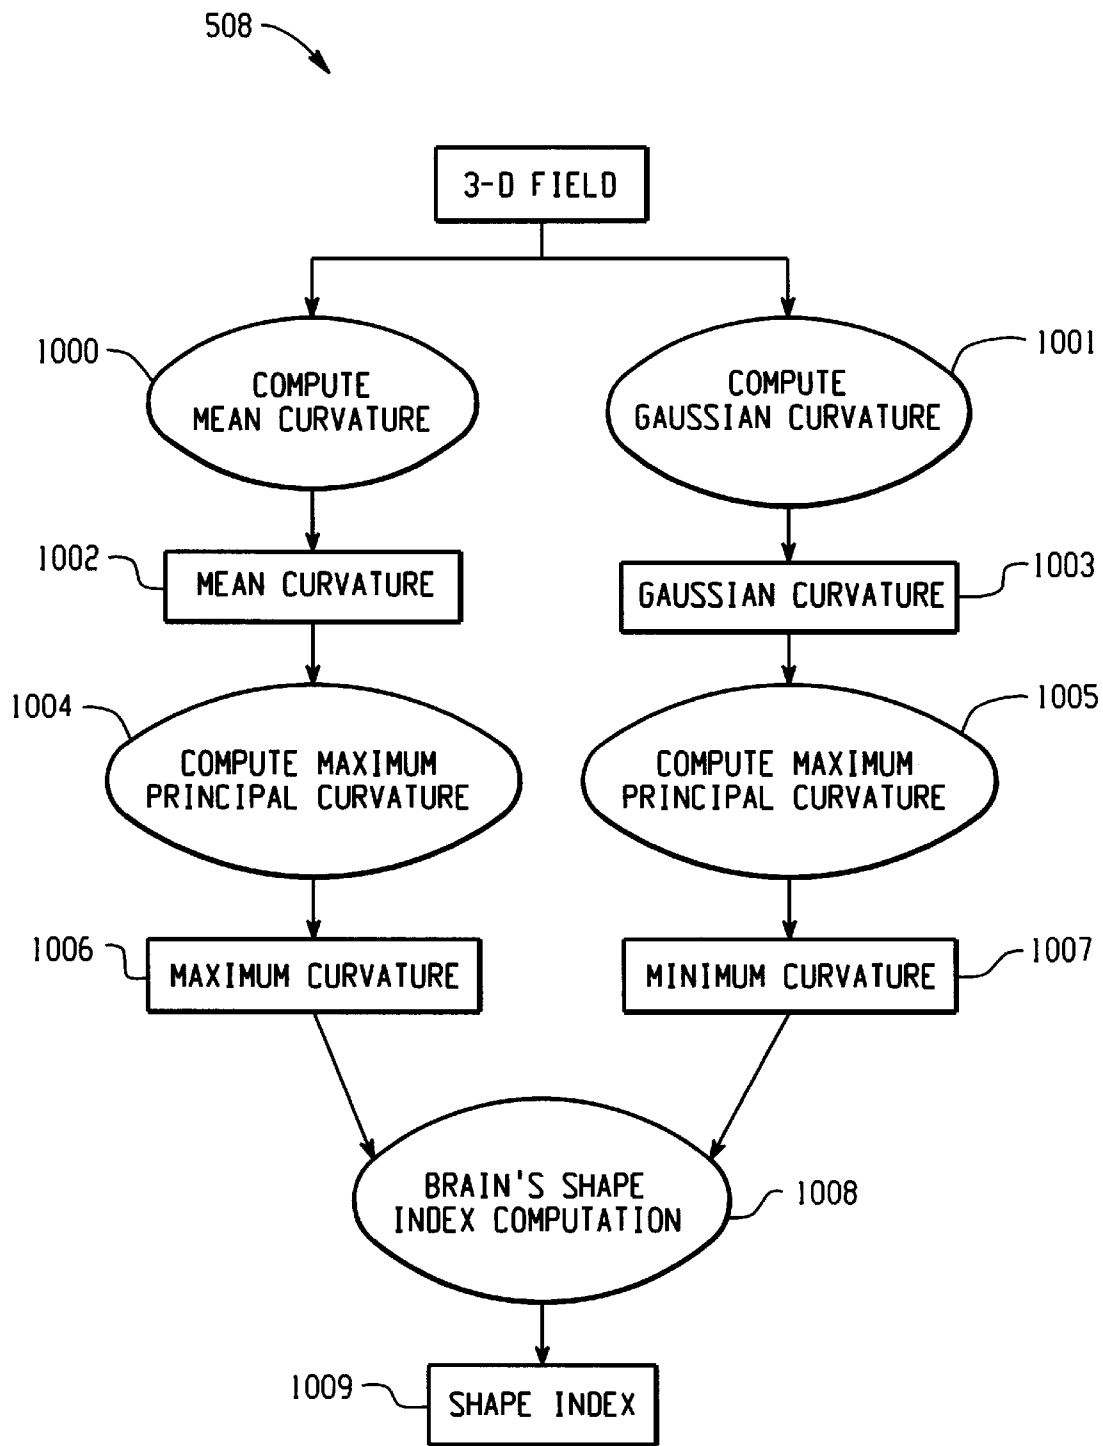 508
3-D FIELD
1000
COMPUTE
MEAN CURVATURE
1001
COMPUTE
GAUSSIAN CURVATURE
1002
MEAN CURVATURE
1003
GAUSSIAN CURVATURE
1004
COMPUTE MAXIMUM
PRINCIPAL CURVATURE
1005
COMPUTE MAXIMUM
PRINCIPAL CURVATURE
1006
MAXIMUM CURVATURE
1007
MINIMUM CURVATURE
BRAIN'S SHAPE
INDEX COMPUTATION
1008
1009
SHAPE INDEX